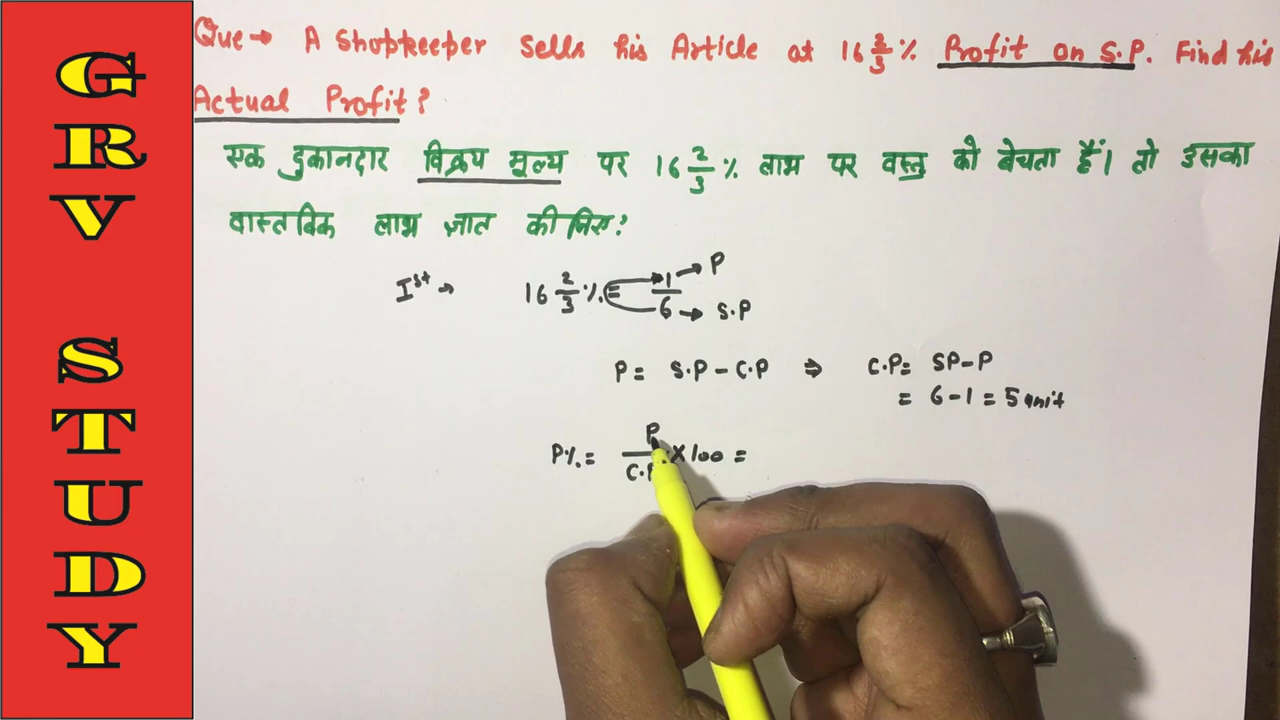 GRV STUDY
Que → A Shopkeeper Sells his Article at 16 2/3 % Profit on S.P. Find his
Actual Profit?
एक दुकानदार विक्रय मूल्य पर 16 2/3 % लाभ पर वस्तु को बेचता हैं। तो उसका
वास्तविक लाभ ज्ञात कीजिए?
Ist → 16 2/3 % = 1/6 → P
→ S.P
P = S.P - C.P ⇒ C.P = SP - P
= 6 - 1 = 5 unit
P% = P/C.P × 100 =